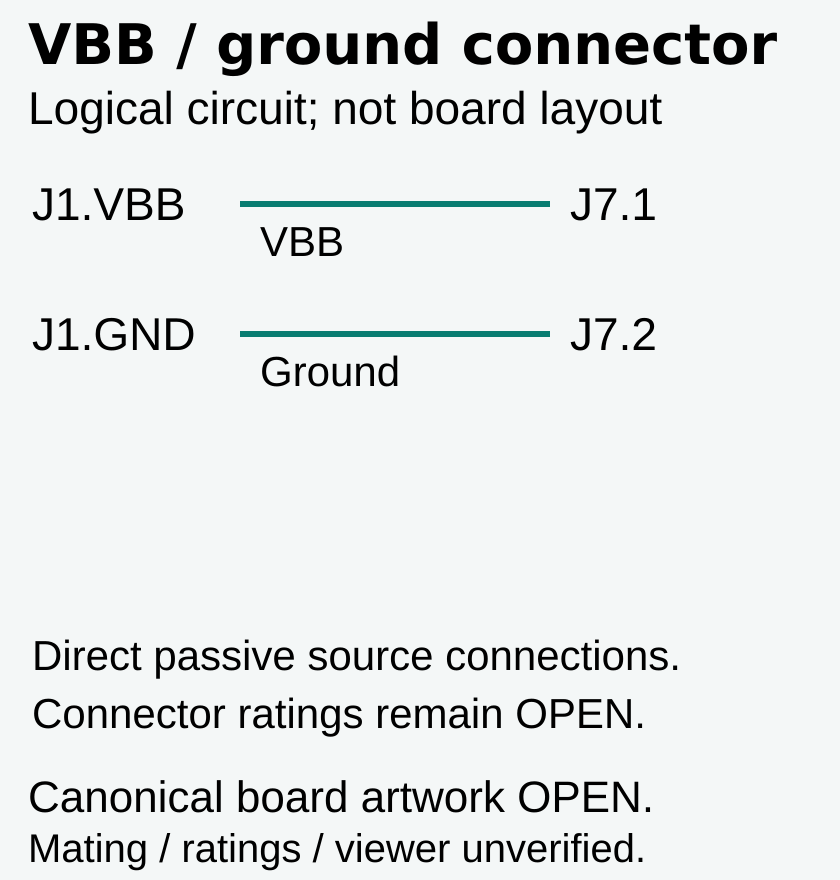 VBB / ground connector
Logical circuit; not board layout
J1.VBB J7.1
VBB
J1.GND J7.2
Ground
Direct passive source connections.
Connector ratings remain OPEN.
Canonical board artwork OPEN.
Mating / ratings / viewer unverified.